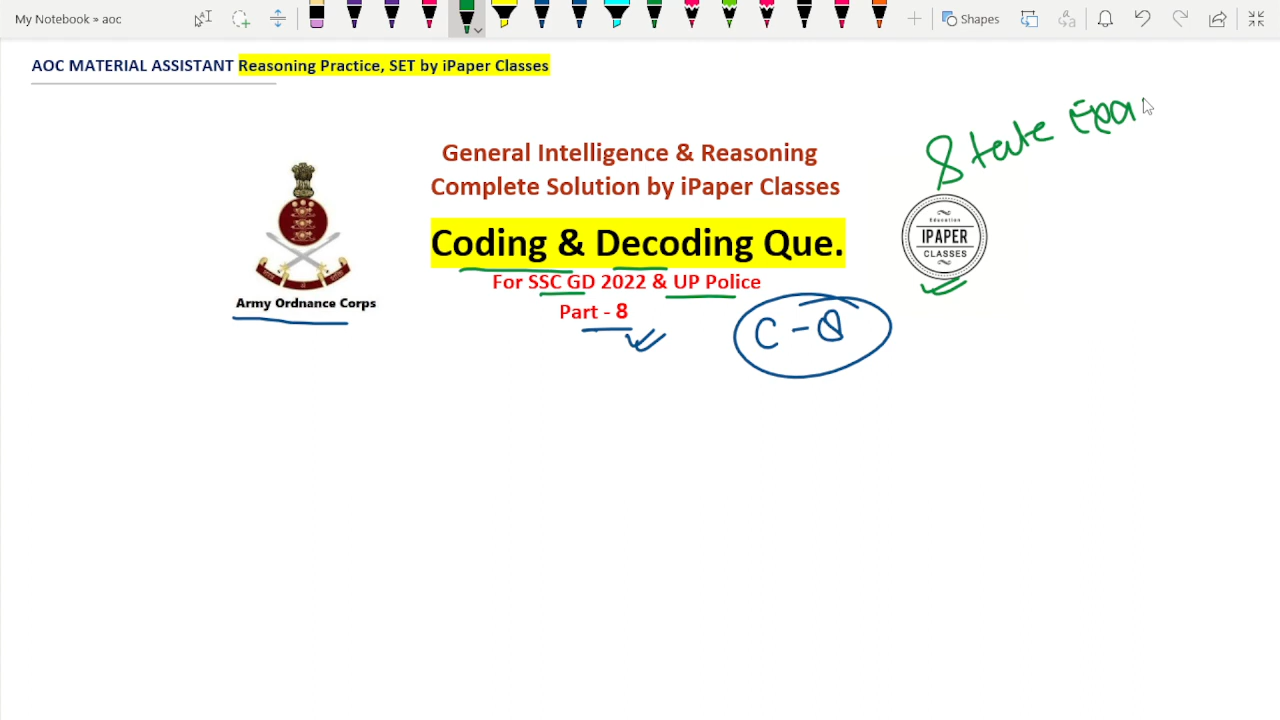 My Notebook » aoc
Shapes
AOC MATERIAL ASSISTANT Reasoning Practice, SET by iPaper Classes
State
General Intelligence & Reasoning
Complete Solution by iPaper Classes
Coding & Decoding Que.
For SSC GD 2022 & UP Police
Part - 8
C - 8
Army Ordnance Corps
Education
IPAPER
CLASSES